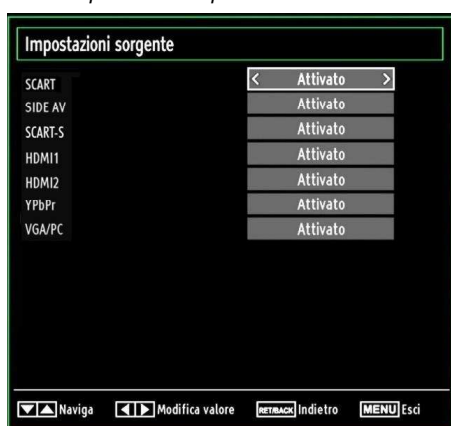 Impostazioni sorgente
SCART < Attivato >
SIDE AV Attivato
SCART-S Attivato
HDMI1 Attivato
HDMI2 Attivato
YPbPr Attivato
VGA/PC Attivato
Naviga Modifica valore RET/BACK Indietro MENU Esci